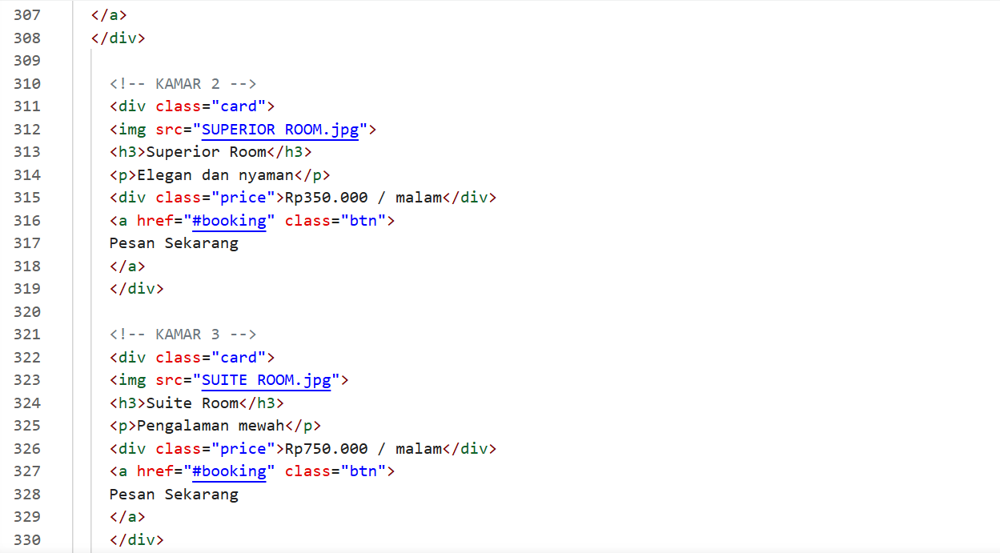 307 </a>
308 </div>
309
310 <!-- KAMAR 2 -->
311 <div class="card">
312 <img src="SUPERIOR ROOM.jpg">
313 <h3>Superior Room</h3>
314 <p>Elegan dan nyaman</p>
315 <div class="price">Rp350.000 / malam</div>
316 <a href="#booking" class="btn">
317 Pesan Sekarang
318 </a>
319 </div>
320
321 <!-- KAMAR 3 -->
322 <div class="card">
323 <img src="SUITE ROOM.jpg">
324 <h3>Suite Room</h3>
325 <p>Pengalaman mewah</p>
326 <div class="price">Rp750.000 / malam</div>
327 <a href="#booking" class="btn">
328 Pesan Sekarang
329 </a>
330 </div>